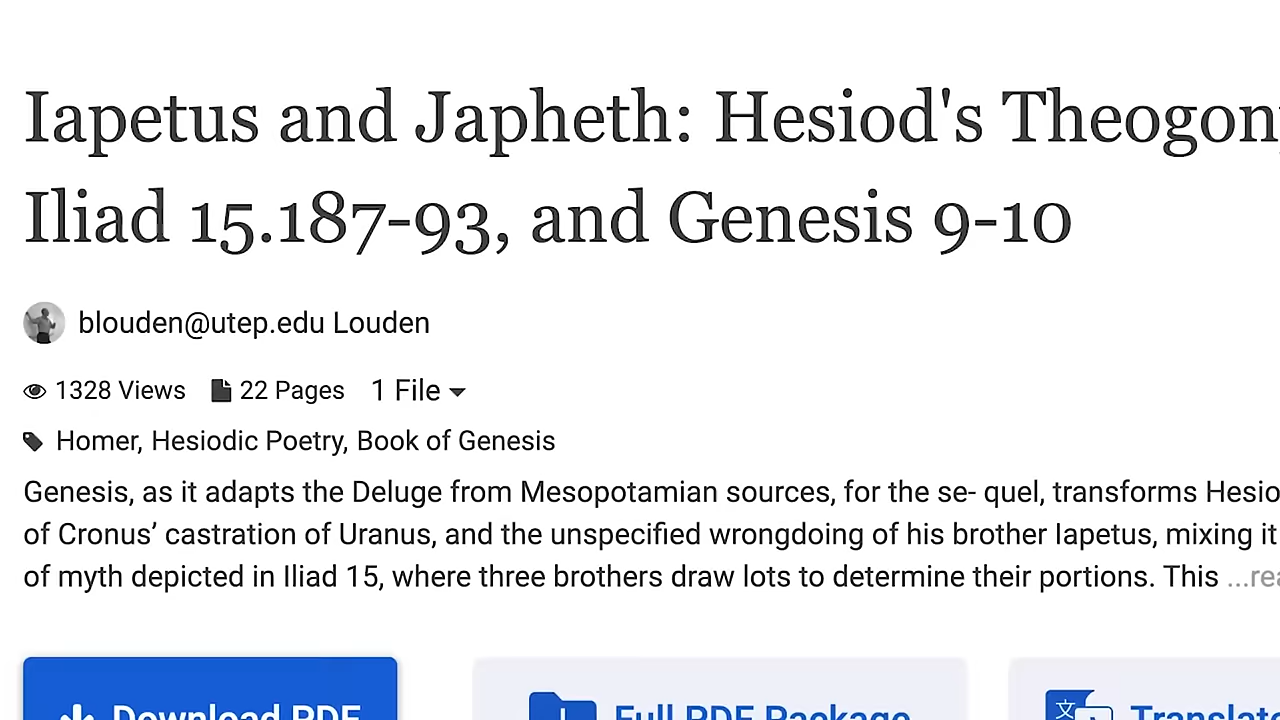 Iapetus and Japheth: Hesiod's Theogon
Iliad 15.187-93, and Genesis 9-10
blouden@utep.edu Louden
1328 Views 22 Pages 1 File
Homer, Hesiodic Poetry, Book of Genesis
Genesis, as it adapts the Deluge from Mesopotamian sources, for the se- quel, transforms Hesio
of Cronus’ castration of Uranus, and the unspecified wrongdoing of his brother Iapetus, mixing it
of myth depicted in Iliad 15, where three brothers draw lots to determine their portions. This ...rea
Download PDF Full PDF Package Translate